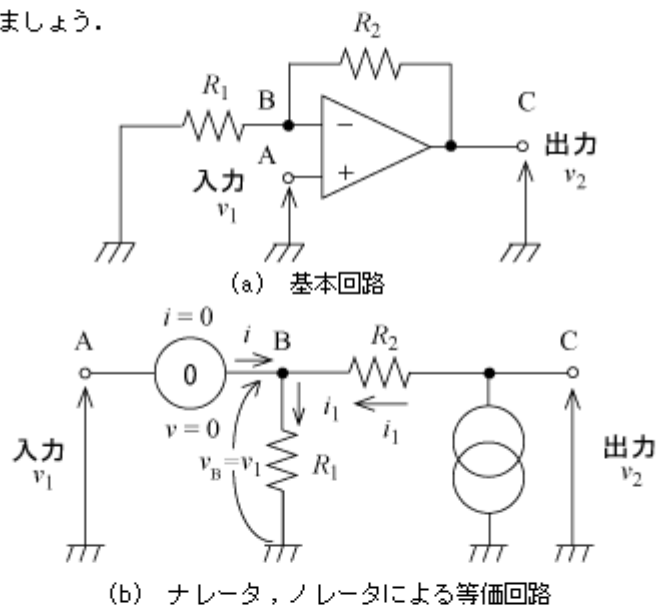 ましょう．
R2
R1
B
C
A
出力
v2
入力
v1
−
+
(a) 基本回路
i = 0
A
i
B
R2
C
0
v = 0
i1
i1
入力
v1
vB=v1
R1
出力
v2
(b) ナレータ，ノレータによる等価回路